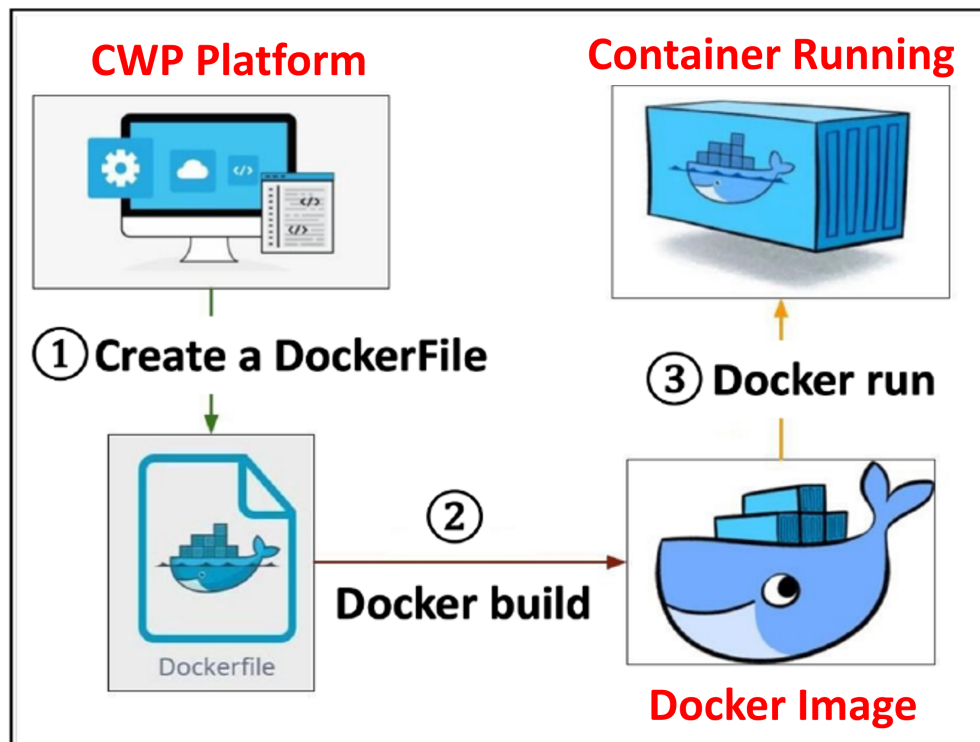 CWP Platform
Container Running
</>
</>
</>
① Create a DockerFile
③ Docker run
②
Docker build
Dockerfile
Docker Image